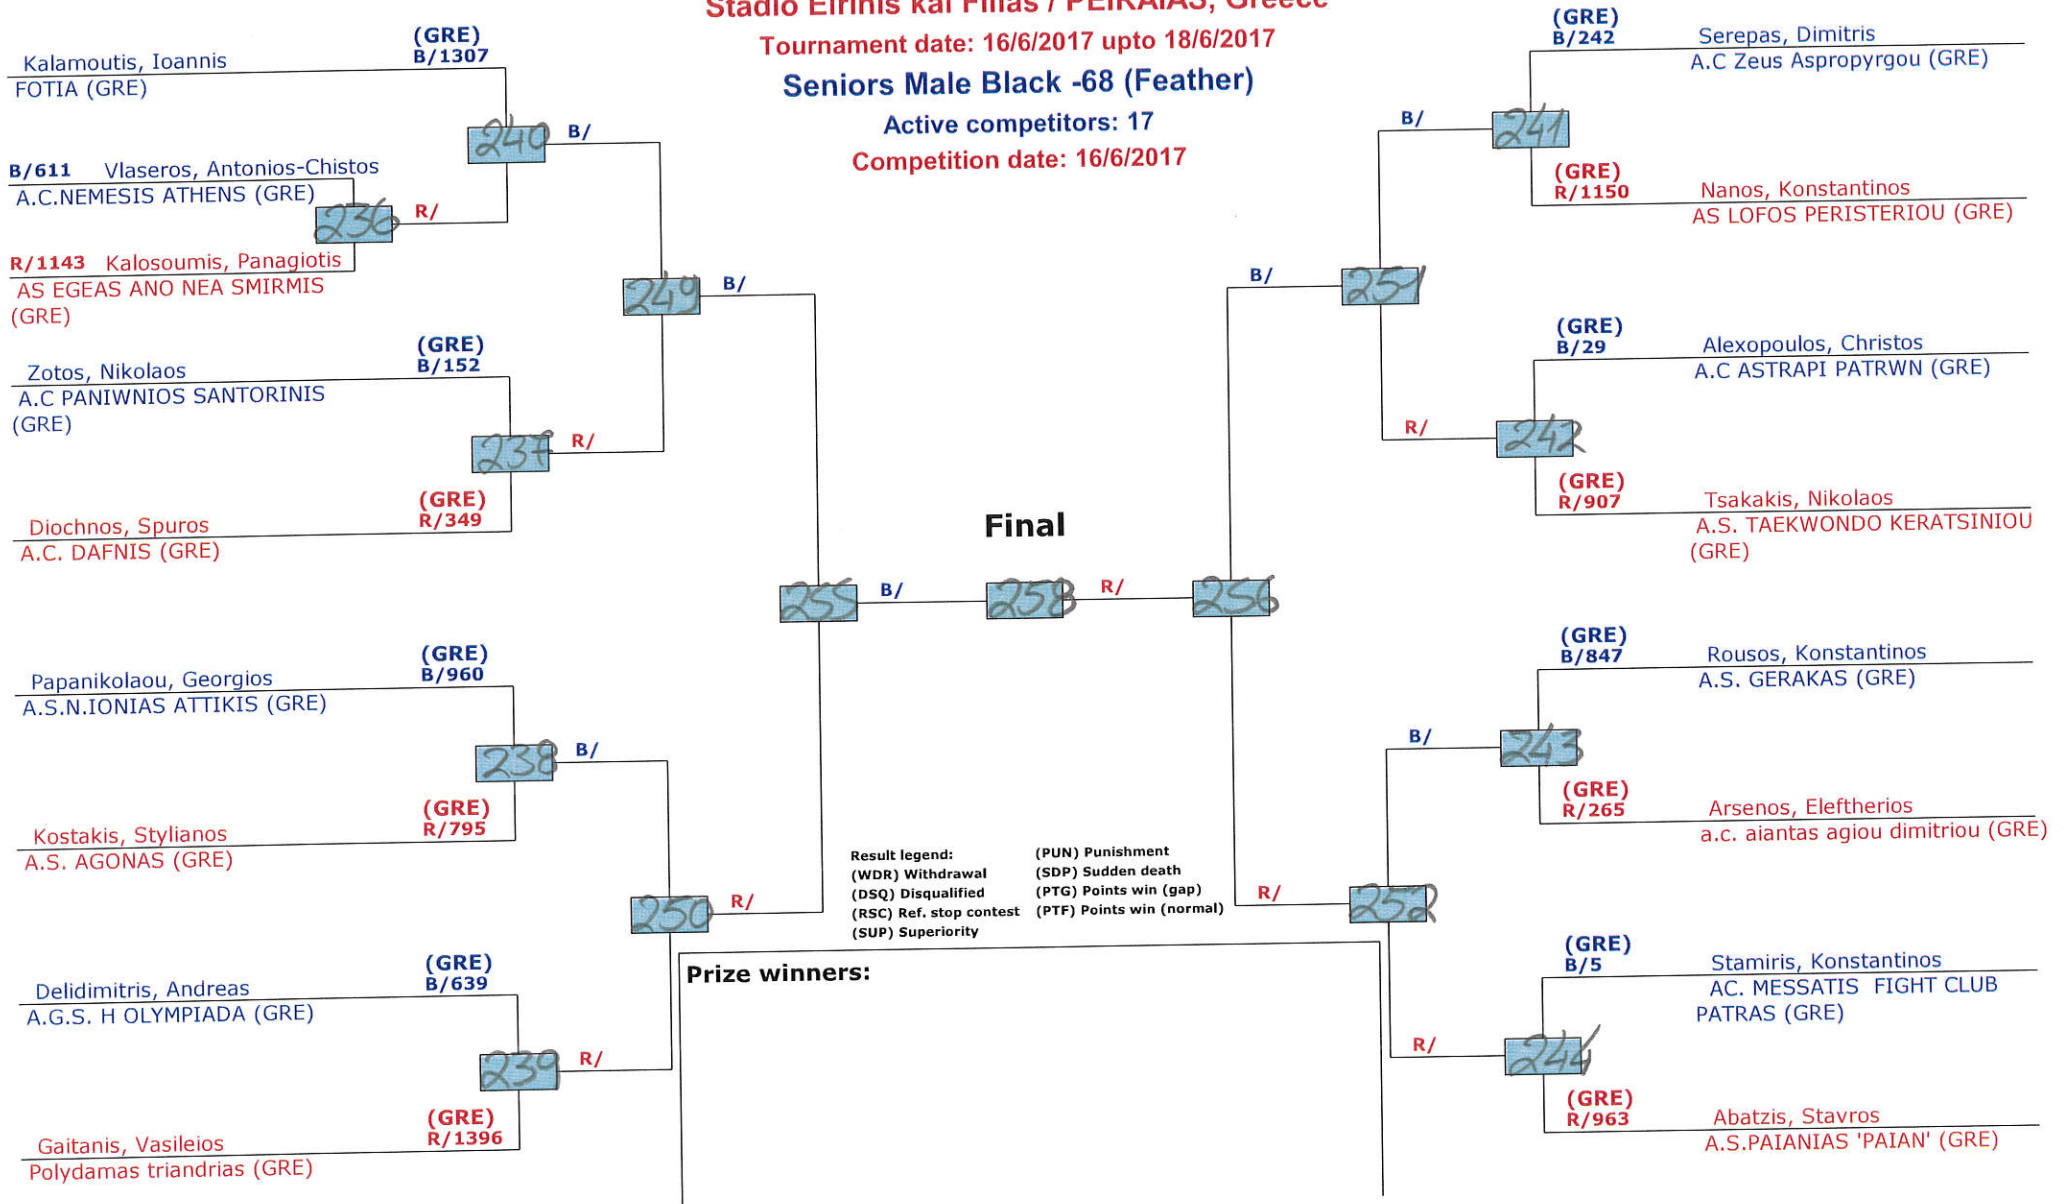 Stadio Eirinis kai Filias / PEIRAIAS, Greece
Tournament date: 16/6/2017 upto 18/6/2017
Seniors Male Black -68 (Feather)
Active competitors: 17
Competition date: 16/6/2017
(GRE)
Kalamoutis, Ioannis B/1307
FOTIA (GRE)
240 B/
B/611 Vlaseros, Antonios-Chistos
A.C.NEMESIS ATHENS (GRE)
236 R/
R/1143 Kalosoumis, Panagiotis
AS EGEAS ANO NEA SMIRMIS
(GRE)
249 B/
(GRE)
Zotos, Nikolaos B/152
A.C PANIWNIOS SANTORINIS
(GRE)
237 R/
(GRE)
Diochnos, Spuros R/349
A.C. DAFNIS (GRE)
Final
255 B/ 258 R/ 256
(GRE)
Papanikolaou, Georgios B/960
A.S.N.IONIAS ATTIKIS (GRE)
238 B/
(GRE)
Kostakis, Stylianos R/795
A.S. AGONAS (GRE)
250 R/
(GRE)
Delidimitris, Andreas B/639
A.G.S. H OLYMPIADA (GRE)
239 R/
(GRE)
Gaitanis, Vasileios R/1396
Polydamas triandrias (GRE)
(GRE)
B/242 Serepas, Dimitris
A.C Zeus Aspropyrgou (GRE)
B/ 241
(GRE)
R/1150 Nanos, Konstantinos
AS LOFOS PERISTERIOU (GRE)
B/ 251
(GRE)
B/29 Alexopoulos, Christos
A.C ASTRAPI PATRWN (GRE)
R/ 242
(GRE)
R/907 Tsakakis, Nikolaos
A.S. TAEKWONDO KERATSINIOU
(GRE)
(GRE)
B/847 Rousos, Konstantinos
A.S. GERAKAS (GRE)
B/ 243
(GRE)
R/265 Arsenos, Eleftherios
a.c. aiantas agiou dimitriou (GRE)
R/ 252
(GRE)
B/5 Stamiris, Konstantinos
AC. MESSATIS FIGHT CLUB
PATRAS (GRE)
R/ 244
(GRE)
R/963 Abatzis, Stavros
A.S.PAIANIAS 'PAIAN' (GRE)
Result legend: (PUN) Punishment
(WDR) Withdrawal (SDP) Sudden death
(DSQ) Disqualified (PTG) Points win (gap)
(RSC) Ref. stop contest (PTF) Points win (normal)
(SUP) Superiority
Prize winners: